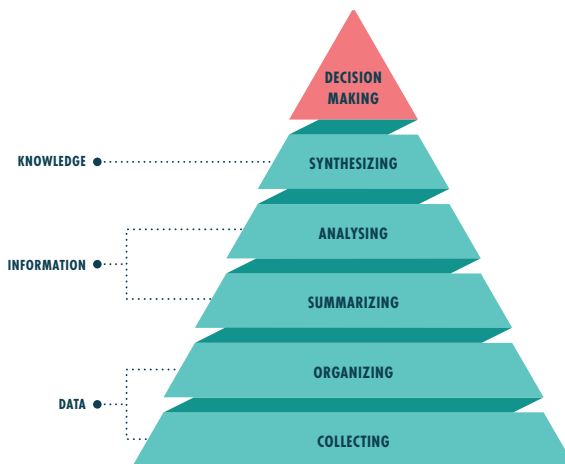 DECISION
MAKING
KNOWLEDGE
SYNTHESIZING
ANALYSING
INFORMATION
SUMMARIZING
ORGANIZING
DATA
COLLECTING